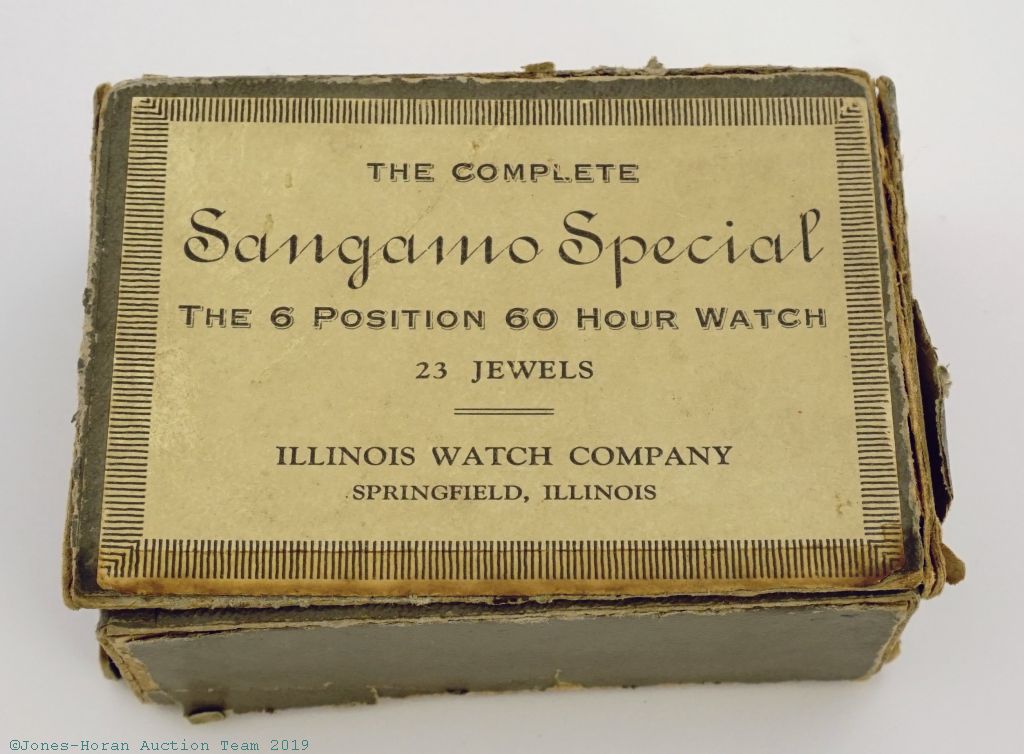 THE COMPLETE
Sangamo Special
THE 6 POSITION 60 HOUR WATCH
23 JEWELS
ILLINOIS WATCH COMPANY
SPRINGFIELD, ILLINOIS
©Jones-Horan Auction Team 2019